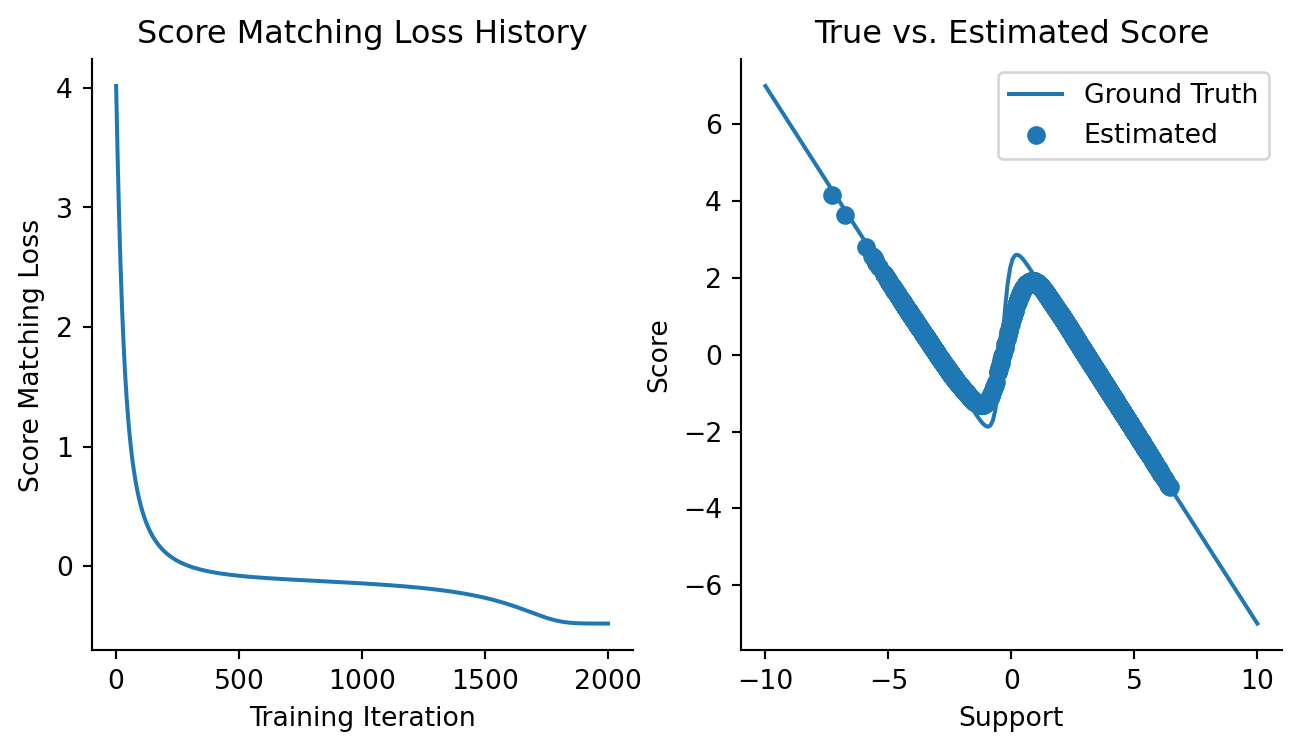 Score Matching Loss History
4
3
2
1
0
Score Matching Loss
0 500 1000 1500 2000
Training Iteration
True vs. Estimated Score
Ground Truth
Estimated
6
4
2
0
−2
−4
−6
Score
−10 −5 0 5 10
Support